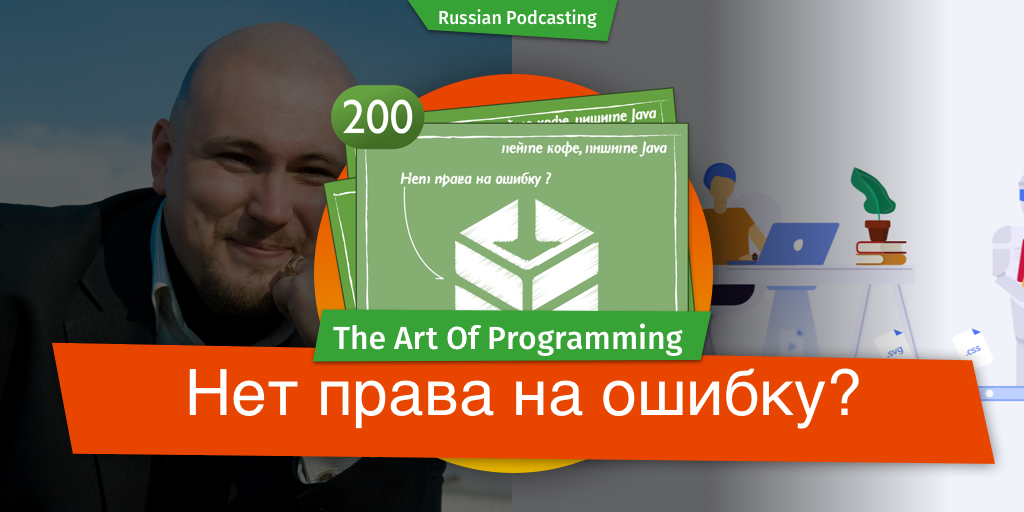 Russian Podcasting
200
кофе, пишите Java
пейте кофе, пишите Java
Нет права на ошибку ?
The Art Of Programming
Нет права на ошибку?
.svg
.css